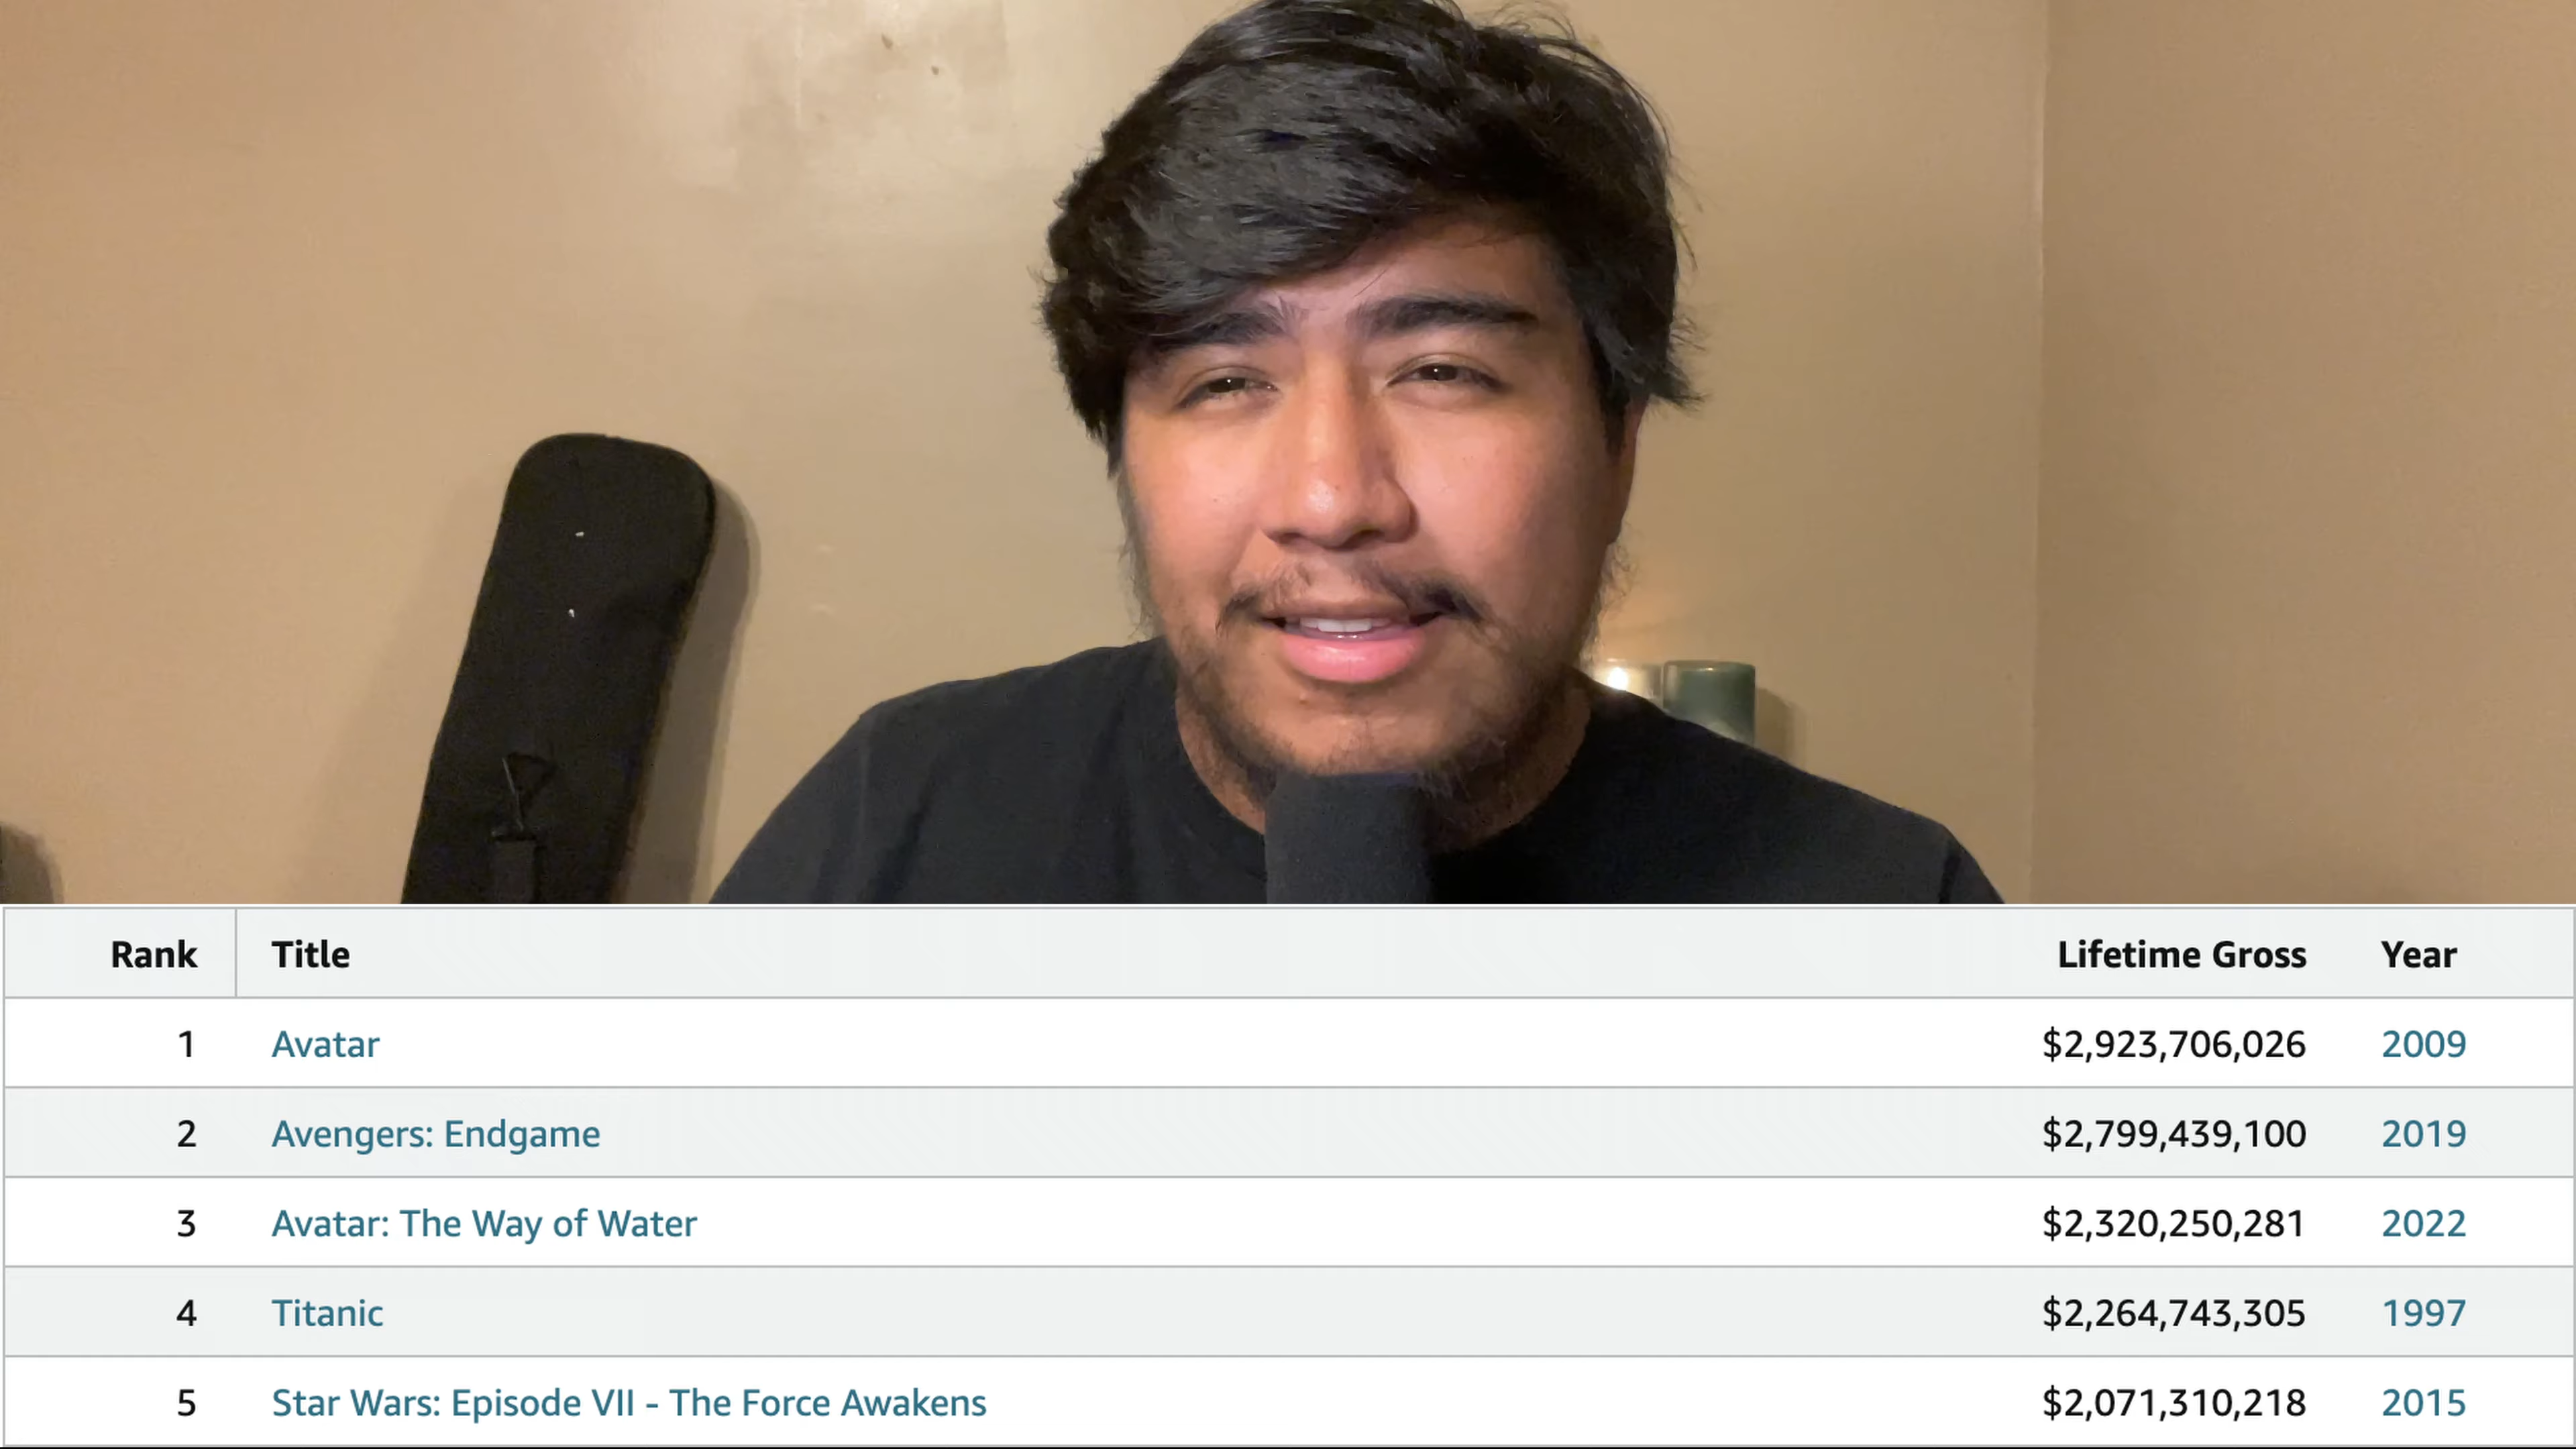 Rank Title Lifetime Gross Year
1 Avatar $2,923,706,026 2009
2 Avengers: Endgame $2,799,439,100 2019
3 Avatar: The Way of Water $2,320,250,281 2022
4 Titanic $2,264,743,305 1997
5 Star Wars: Episode VII - The Force Awakens $2,071,310,218 2015